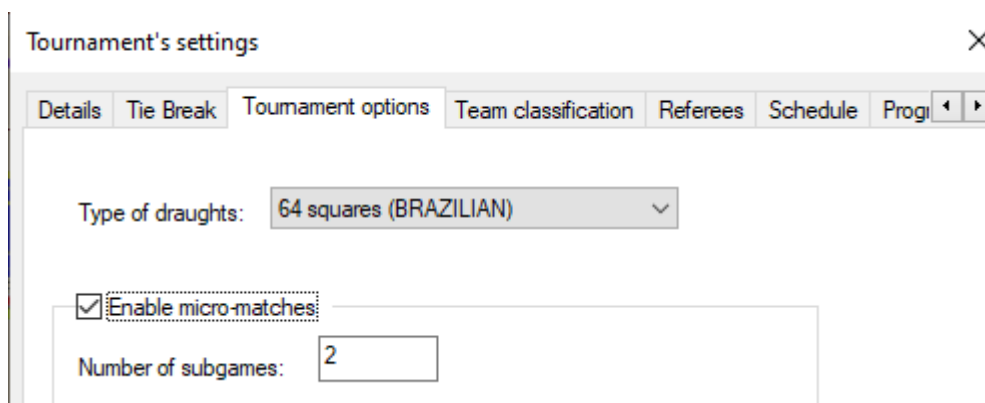 Tournament's settings
Details Tie Break Tournament options Team classification Referees Schedule
Type of draughts: 64 squares (BRAZILIAN)
Enable micro-matches
Number of subgames: 2